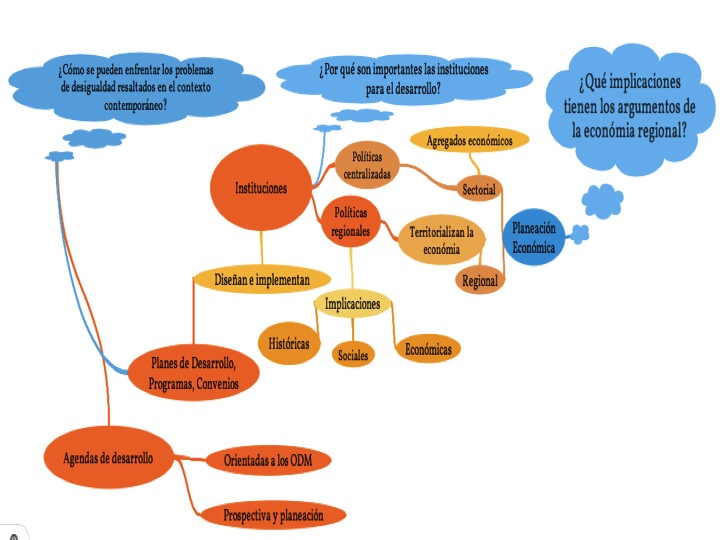 ¿Cómo se pueden enfrentar los problemas
de desigualdad resaltados en el contexto
contemporáneo?
¿Por qué son importantes las instituciones
para el desarrollo?
¿Qué implicaciones
tienen los argumentos de
la económia regional?
Agregados económicos
Políticas
centralizadas
Instituciones
Sectorial
Políticas
regionales
Territorializan la
económia
Planeación
Económica
Diseñan e implementan
Regional
Implicaciones
Históricas
Sociales
Económicas
Planes de Desarrollo,
Programas, Convenios
Agendas de desarrollo
Orientadas a los ODM
Prospectiva y planeación